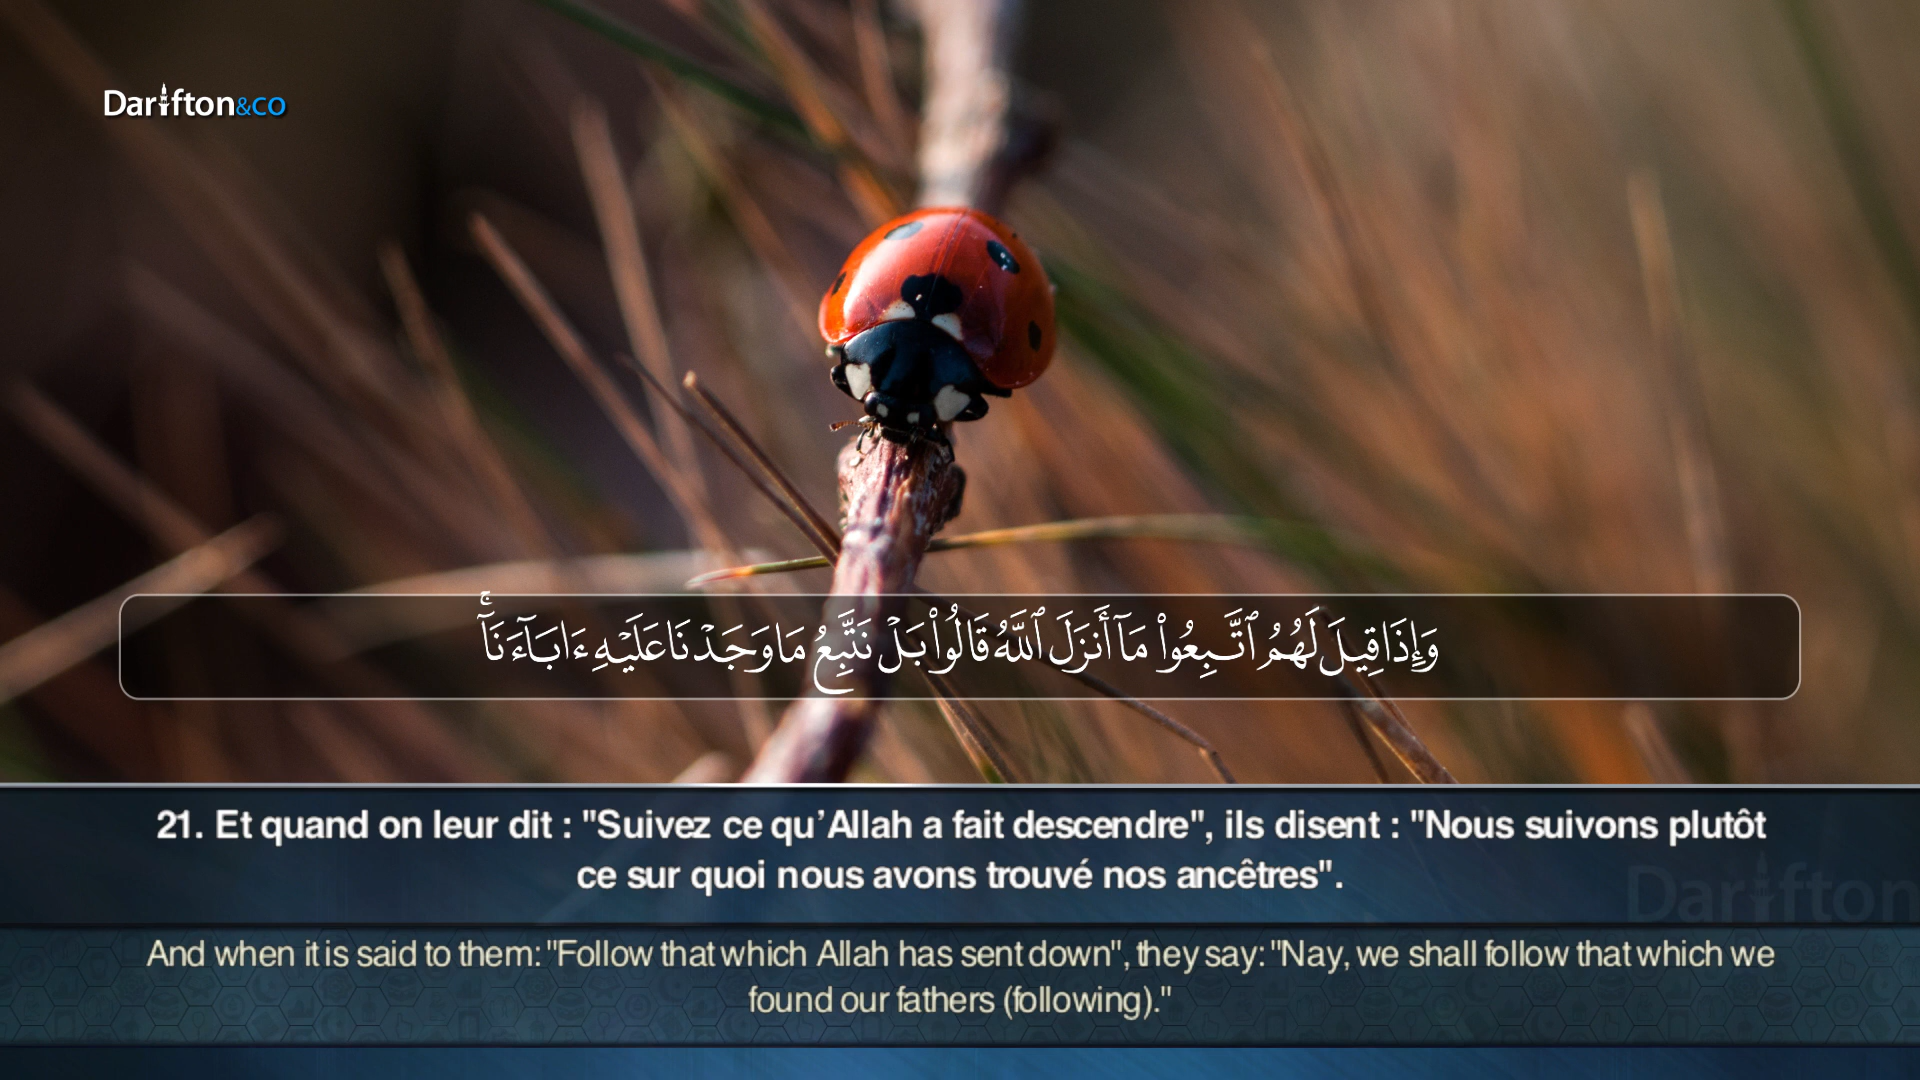 Darifton&co
وَإِذَا قِيلَ لَهُمُ ٱتَّبِعُوا۟ مَآ أَنزَلَ ٱللَّهُ قَالُوا۟ بَلْ نَتَّبِعُ مَا وَجَدْنَا عَلَيْهِ ءَابَآءَنَآ ۚ
21. Et quand on leur dit : "Suivez ce qu’Allah a fait descendre", ils disent : "Nous suivons plutôt
ce sur quoi nous avons trouvé nos ancêtres".
Darifton
And when it is said to them: "Follow that which Allah has sent down", they say: "Nay, we shall follow that which we
found our fathers (following)."